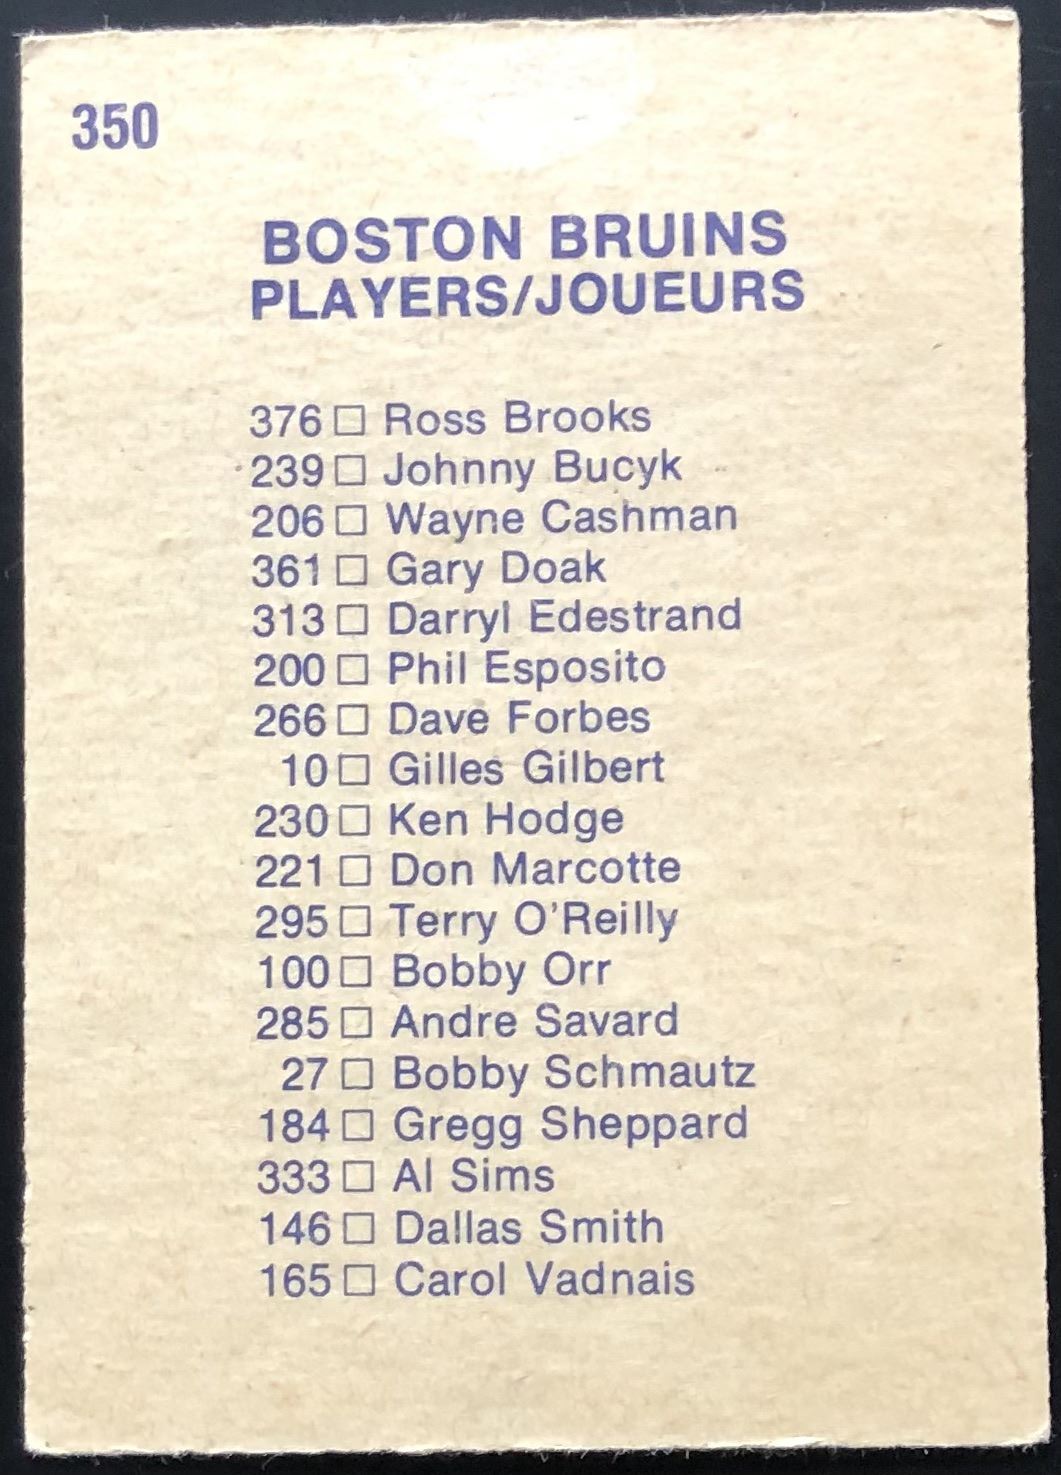 350
BOSTON BRUINS
PLAYERS/JOUEURS
376 □ Ross Brooks
239 □ Johnny Bucyk
206 □ Wayne Cashman
361 □ Gary Doak
313 □ Darryl Edestrand
200 □ Phil Esposito
266 □ Dave Forbes
10 □ Gilles Gilbert
230 □ Ken Hodge
221 □ Don Marcotte
295 □ Terry O'Reilly
100 □ Bobby Orr
285 □ Andre Savard
27 □ Bobby Schmautz
184 □ Gregg Sheppard
333 □ Al Sims
146 □ Dallas Smith
165 □ Carol Vadnais